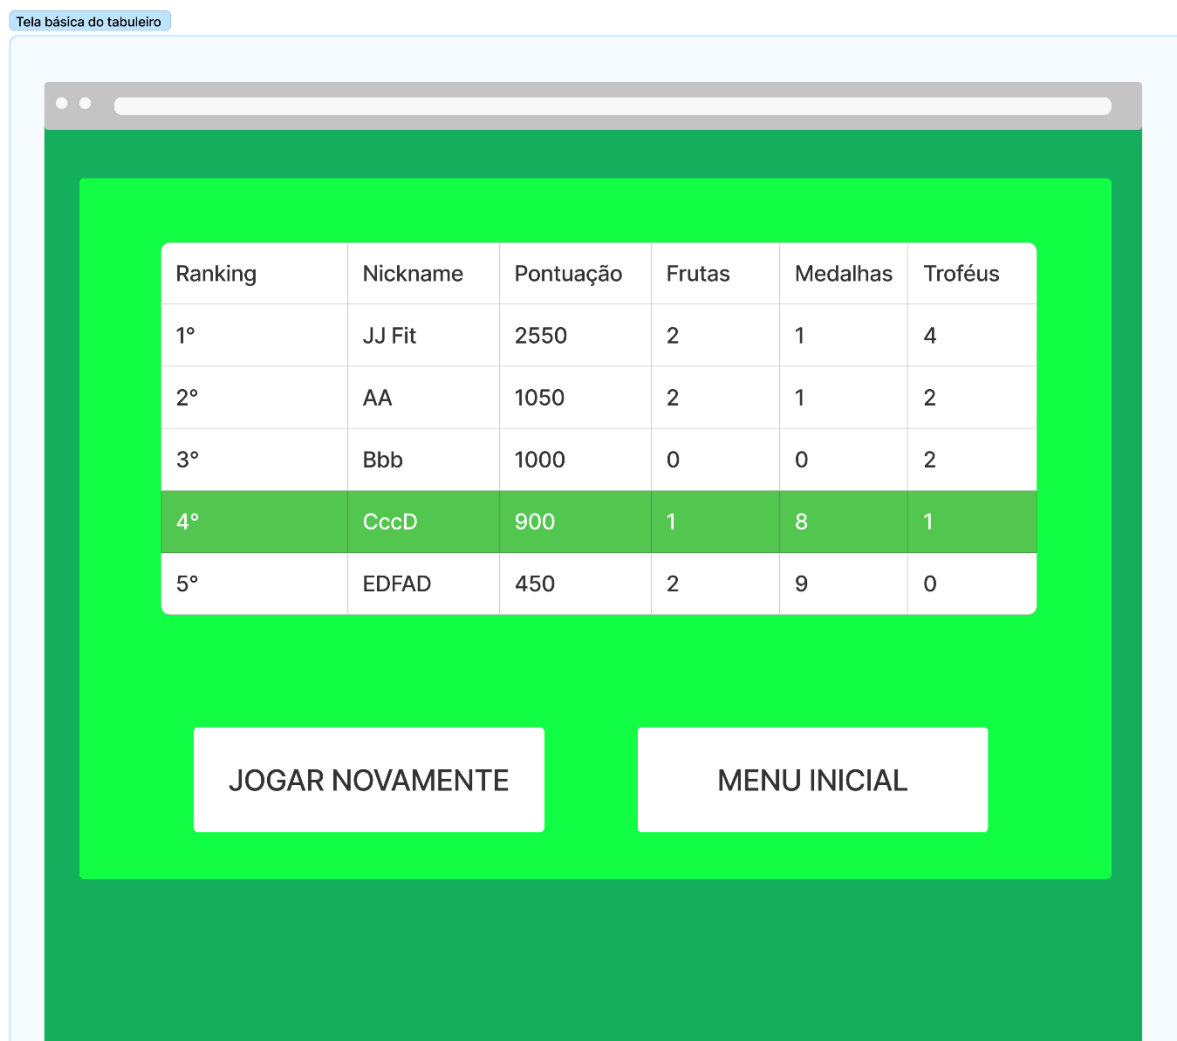 Tela básica do tabuleiro
Ranking Nickname Pontuação Frutas Medalhas Troféus
1° JJ Fit 2550 2 1 4
2° AA 1050 2 1 2
3° Bbb 1000 0 0 2
4° CccD 900 1 8 1
5° EDFAD 450 2 9 0
JOGAR NOVAMENTE MENU INICIAL